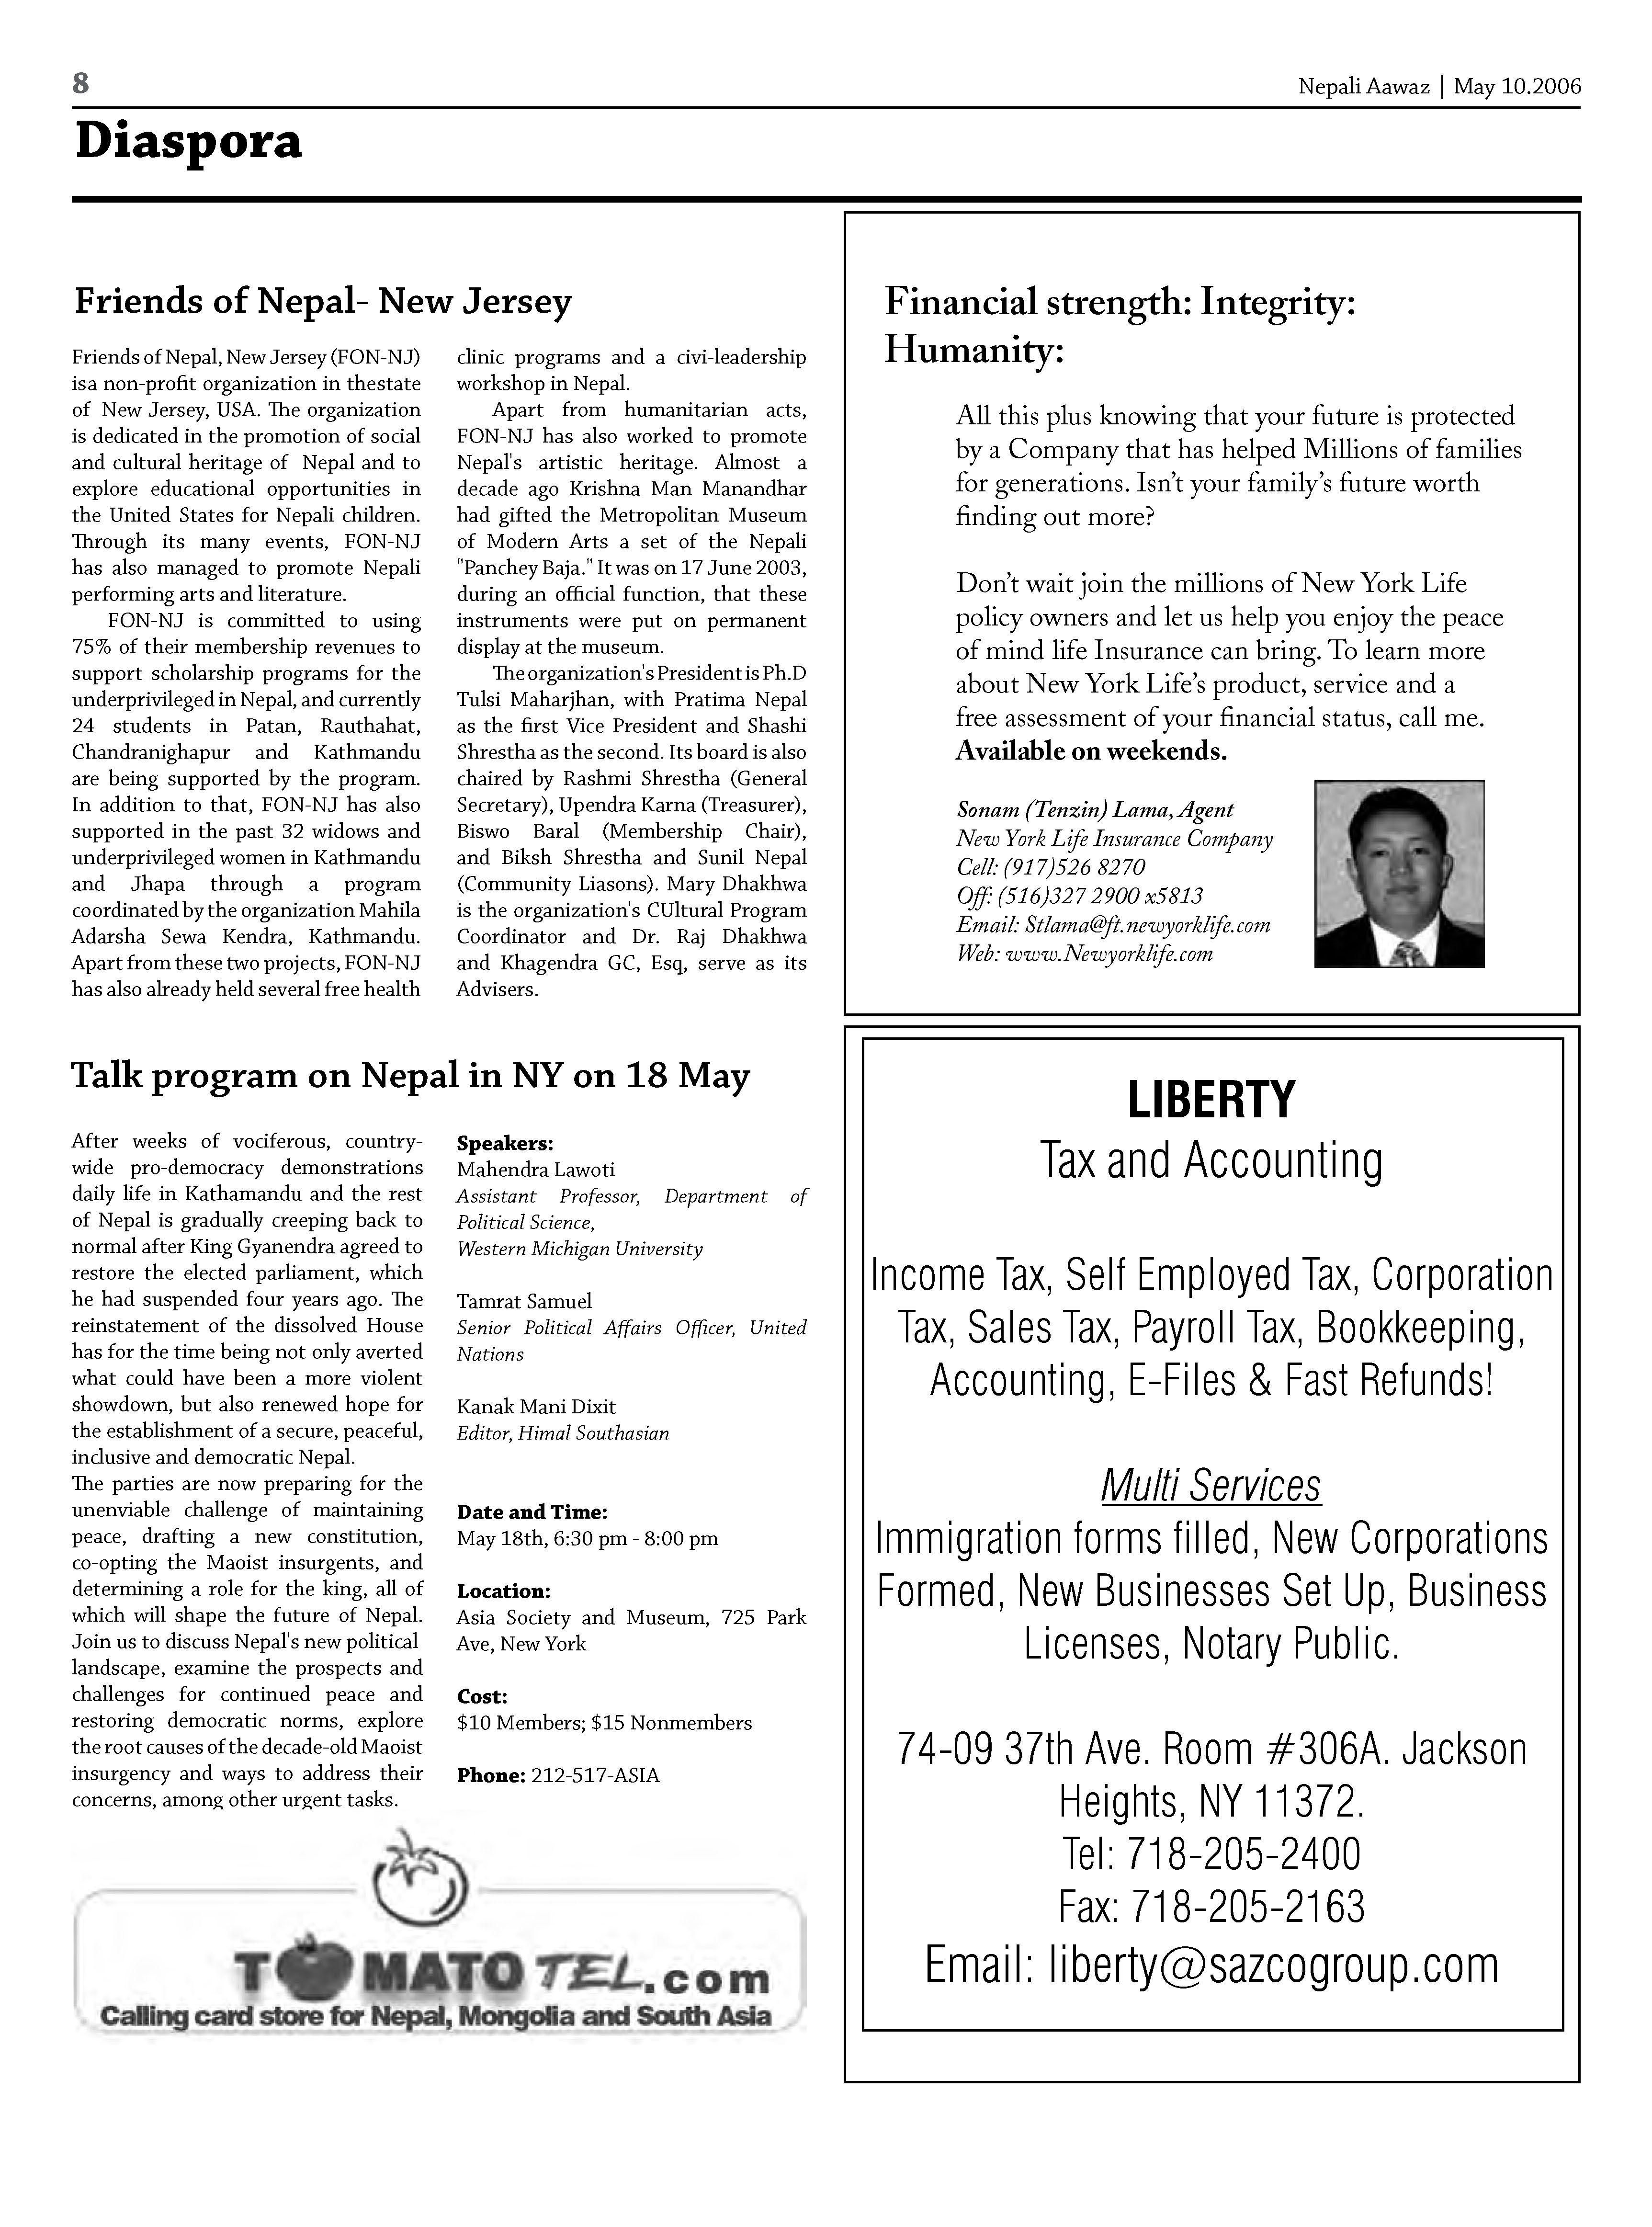 8
Nepali Aawaz | May 10.2006
Diaspora
Friends of Nepal- New Jersey
Friends of Nepal, New Jersey (FON-NJ)
isa non-profit organization in thestate
of New Jersey, USA. The organization
is dedicated in the promotion of social
and cultural heritage of Nepal and to
explore educational opportunities in
the United States for Nepali children.
Through its many events, FON-NJ
has also managed to promote Nepali
performing arts and literature.
FON-NJ is committed to using
75% of their membership revenues to
support scholarship programs for the
underprivileged in Nepal, and currently
24 students in Patan, Rauthahat,
Chandranighapur and Kathmandu
are being supported by the program.
In addition to that, FON-NJ has also
supported in the past 32 widows and
underprivileged women in Kathmandu
and Jhapa through a program
coordinated by the organization Mahila
Adarsha Sewa Kendra, Kathmandu.
Apart from these two projects, FON-NJ
has also already held several free health
clinic programs and a civi-leadership
workshop in Nepal.
Apart from humanitarian acts,
FON-NJ has also worked to promote
Nepal's artistic heritage. Almost a
decade ago Krishna Man Manandhar
had gifted the Metropolitan Museum
of Modern Arts a set of the Nepali
"Panchey Baja." It was on 17 June 2003,
during an official function, that these
instruments were put on permanent
display at the museum.
The organization's President is Ph.D
Tulsi Maharjhan, with Pratima Nepal
as the first Vice President and Shashi
Shrestha as the second. Its board is also
chaired by Rashmi Shrestha (General
Secretary), Upendra Karna (Treasurer),
Biswo Baral (Membership Chair),
and Biksh Shrestha and Sunil Nepal
(Community Liasons). Mary Dhakhwa
is the organization's CUltural Program
Coordinator and Dr. Raj Dhakhwa
and Khagendra GC, Esq, serve as its
Advisers.
Talk program on Nepal in NY on 18 May
After weeks of vociferous, country-
wide pro-democracy demonstrations
daily life in Kathamandu and the rest
of Nepal is gradually creeping back to
normal after King Gyanendra agreed to
restore the elected parliament, which
he had suspended four years ago. The
reinstatement of the dissolved House
has for the time being not only averted
what could have been a more violent
showdown, but also renewed hope for
the establishment of a secure, peaceful,
inclusive and democratic Nepal.
The parties are now preparing for the
unenviable challenge of maintaining
peace, drafting a new constitution,
co-opting the Maoist insurgents, and
determining a role for the king, all of
which will shape the future of Nepal.
Join us to discuss Nepal's new political
landscape, examine the prospects and
challenges for continued peace and
restoring democratic norms, explore
the root causes of the decade-old Maoist
insurgency and ways to address their
concerns, among other urgent tasks.
Speakers:
Mahendra Lawoti
Assistant Professor, Department of
Political Science,
Western Michigan University
Tamrat Samuel
Senior Political Affairs Officer, United
Nations
Kanak Mani Dixit
Editor, Himal Southasian
Date and Time:
May 18th, 6:30 pm - 8:00 pm
Location:
Asia Society and Museum, 725 Park
Ave, New York
Cost:
$10 Members; $15 Nonmembers
Phone: 212-517-ASIA
TOMATO TEL.com
Calling card store for Nepal, Mongolia and South Asia
Financial strength: Integrity:
Humanity:
All this plus knowing that your future is protected
by a Company that has helped Millions of families
for generations. Isn't your family's future worth
finding out more?
Don't wait join the millions of New York Life
policy owners and let us help you enjoy the peace
of mind life Insurance can bring. To learn more
about New York Life's product, service and a
free assessment of your financial status, call me.
Available on weekends.
Sonam (Tenzin) Lama, Agent
New York Life Insurance Company
Cell: (917)526 8270
Off: (516)327 2900 x5813
Email: Stlama@ft.newyorklife.com
Web: www.Newyorklife.com
LIBERTY
Tax and Accounting
Income Tax, Self Employed Tax, Corporation
Tax, Sales Tax, Payroll Tax, Bookkeeping,
Accounting, E-Files & Fast Refunds!
Multi Services
Immigration forms filled, New Corporations
Formed, New Businesses Set Up, Business
Licenses, Notary Public.
74-09 37th Ave. Room #306A. Jackson
Heights, NY 11372.
Tel: 718-205-2400
Fax: 718-205-2163
Email: liberty@sazcogroup.com